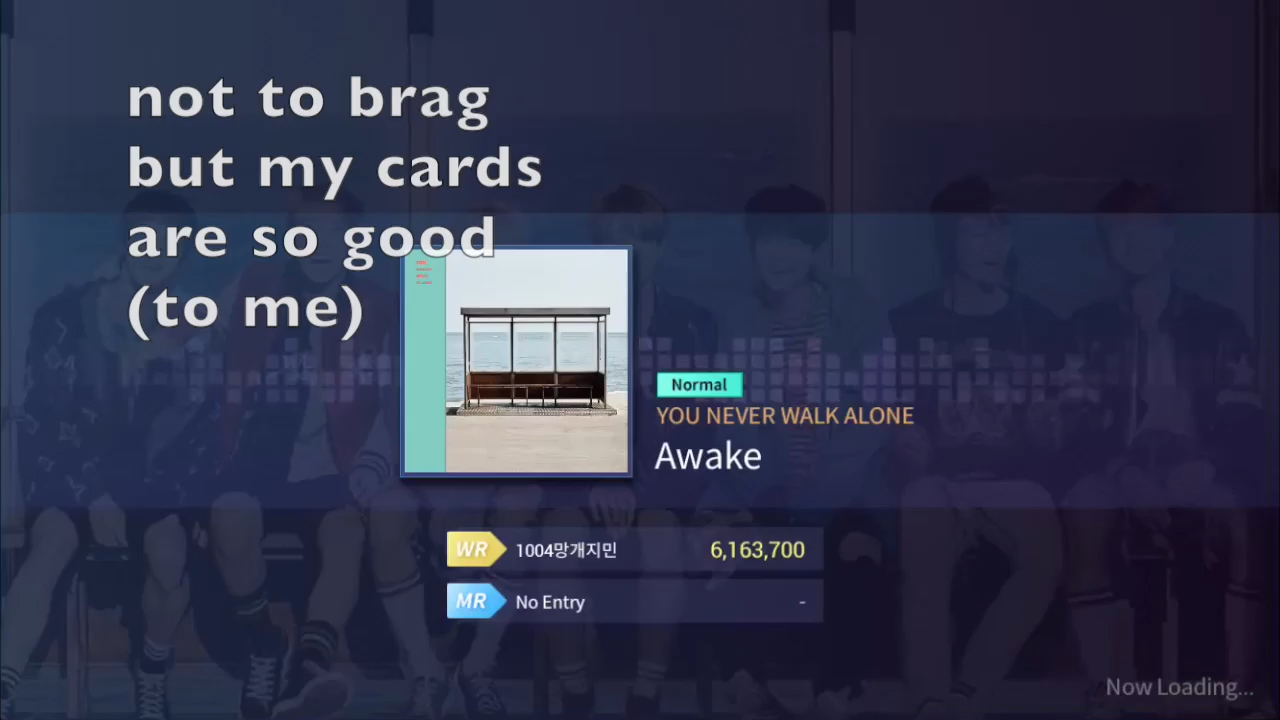 not to brag
but my cards
are so good
(to me)
Normal
YOU NEVER WALK ALONE
Awake
WR 1004망개지민 6,163,700
MR No Entry -
Now Loading...